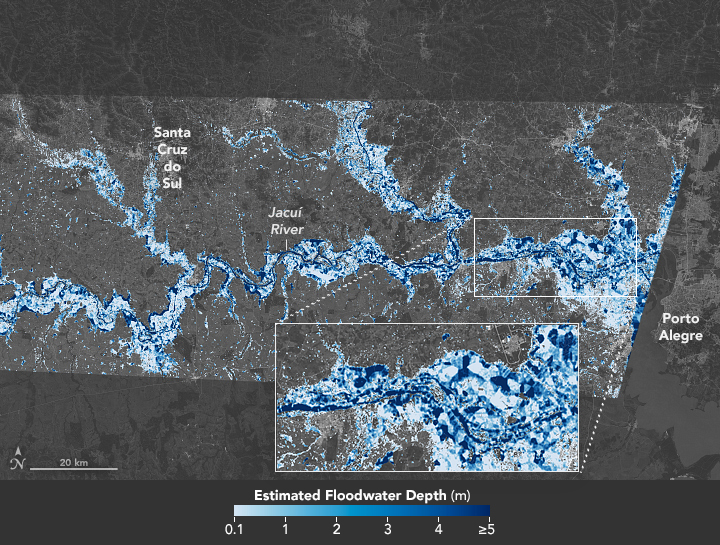 Santa
Cruz
do
Sul
Jacuí
River
Porto
Alegre
N
20 km
Estimated Floodwater Depth (m)
0.1 1 2 3 4 ≥5